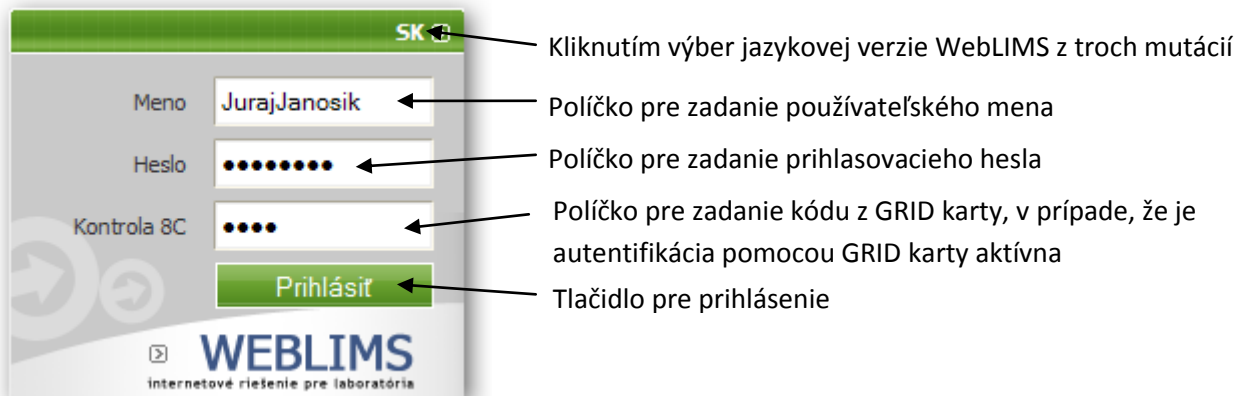 SK
Kliknutím výber jazykovej verzie WebLIMS z troch mutácií
Meno
JurajJanosik
Políčko pre zadanie používateľského mena
Heslo
●●●●●●●●
Políčko pre zadanie prihlasovacieho hesla
Kontrola 8C
●●●●
Políčko pre zadanie kódu z GRID karty, v prípade, že je
autentifikácia pomocou GRID karty aktívna
Prihlásiť
Tlačidlo pre prihlásenie
WEBLIMS
internetové riešenie pre laboratória